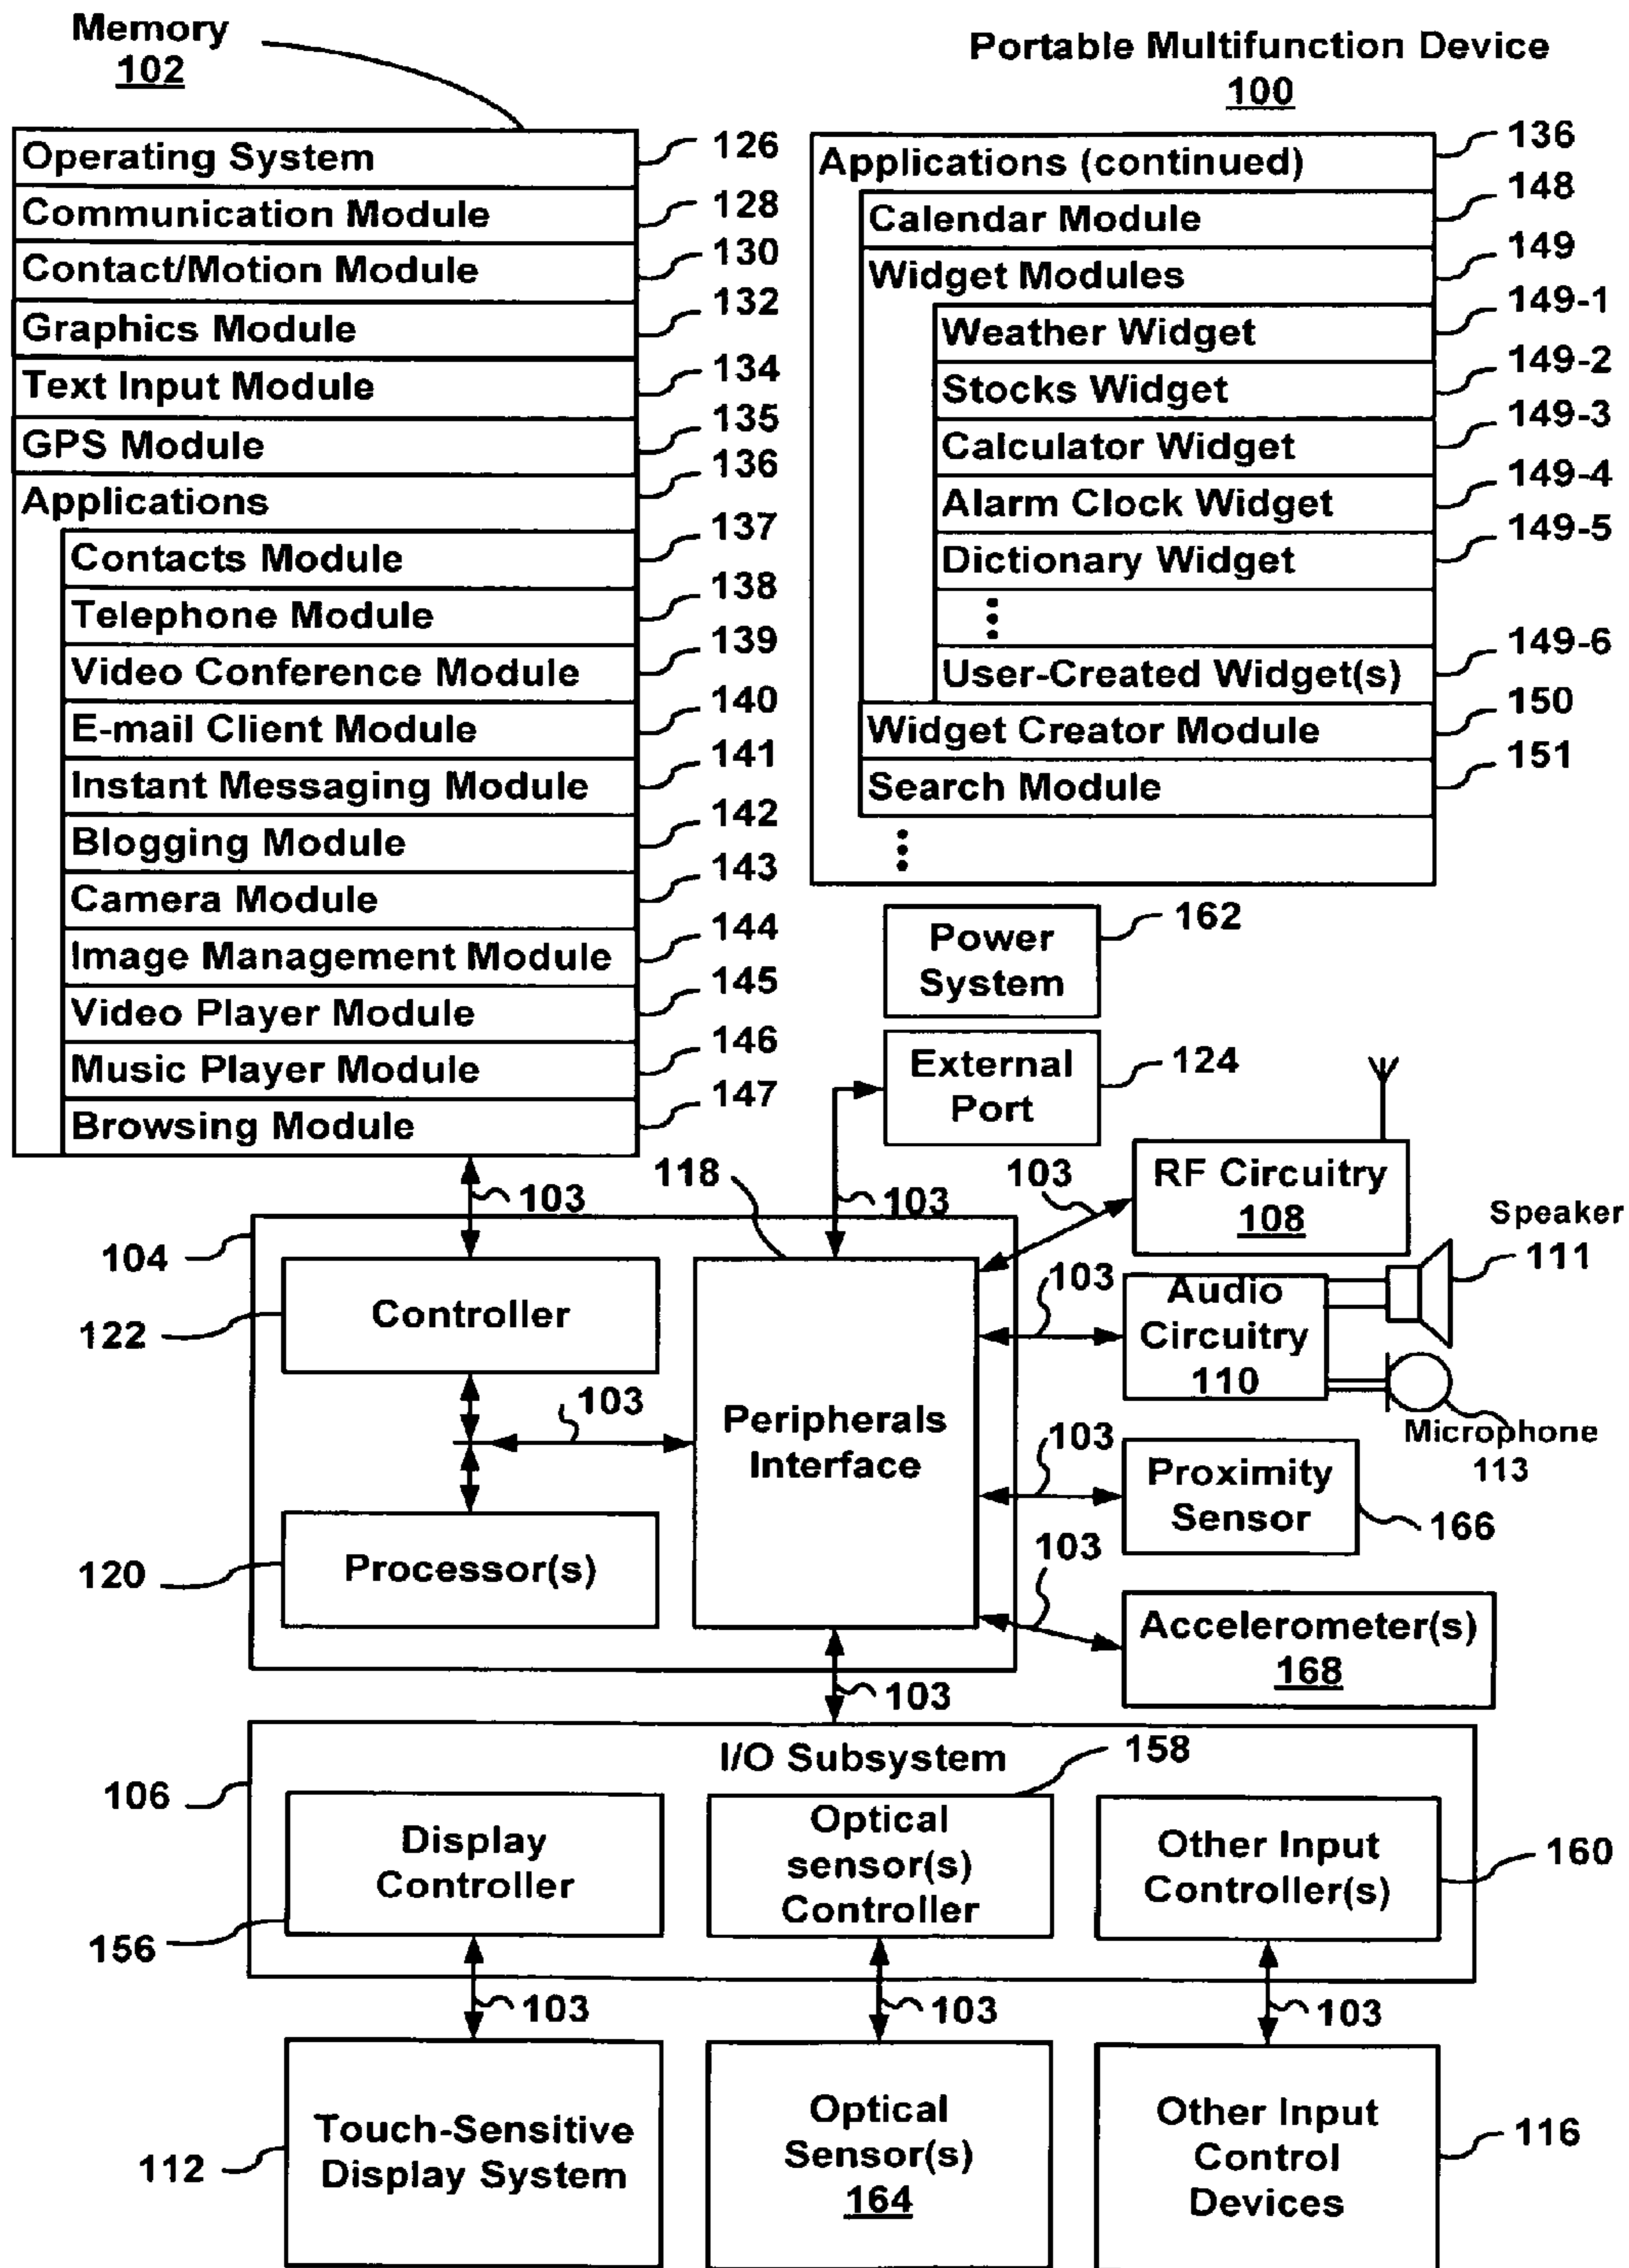 Memory
102
Portable Multifunction Device
100
Operating System
126
Communication Module
128
Contact/Motion Module
130
Graphics Module
132
Text Input Module
134
GPS Module
135
Applications
136
Contacts Module
137
Telephone Module
138
Video Conference Module
139
E-mail Client Module
140
Instant Messaging Module
141
Blogging Module
142
Camera Module
143
Image Management Module
144
Video Player Module
145
Music Player Module
146
Browsing Module
147
Applications (continued)
136
Calendar Module
148
Widget Modules
149
Weather Widget
149-1
Stocks Widget
149-2
Calculator Widget
149-3
Alarm Clock Widget
149-4
Dictionary Widget
149-5
User-Created Widget(s)
149-6
Widget Creator Module
150
Search Module
151
Power
System
162
External
Port
124
103
118
103
103
RF Circuitry
108
Speaker
111
104
Controller
122
103
Peripherals
Interface
Processor(s)
120
103
Audio
Circuitry
110
Microphone
113
103
Proximity
Sensor
166
103
Accelerometer(s)
168
103
I/O Subsystem
106
158
Display
Controller
156
Optical
sensor(s)
Controller
Other Input
Controller(s)
160
103
103
103
Touch-Sensitive
Display System
112
Optical
Sensor(s)
164
Other Input
Control
Devices
116